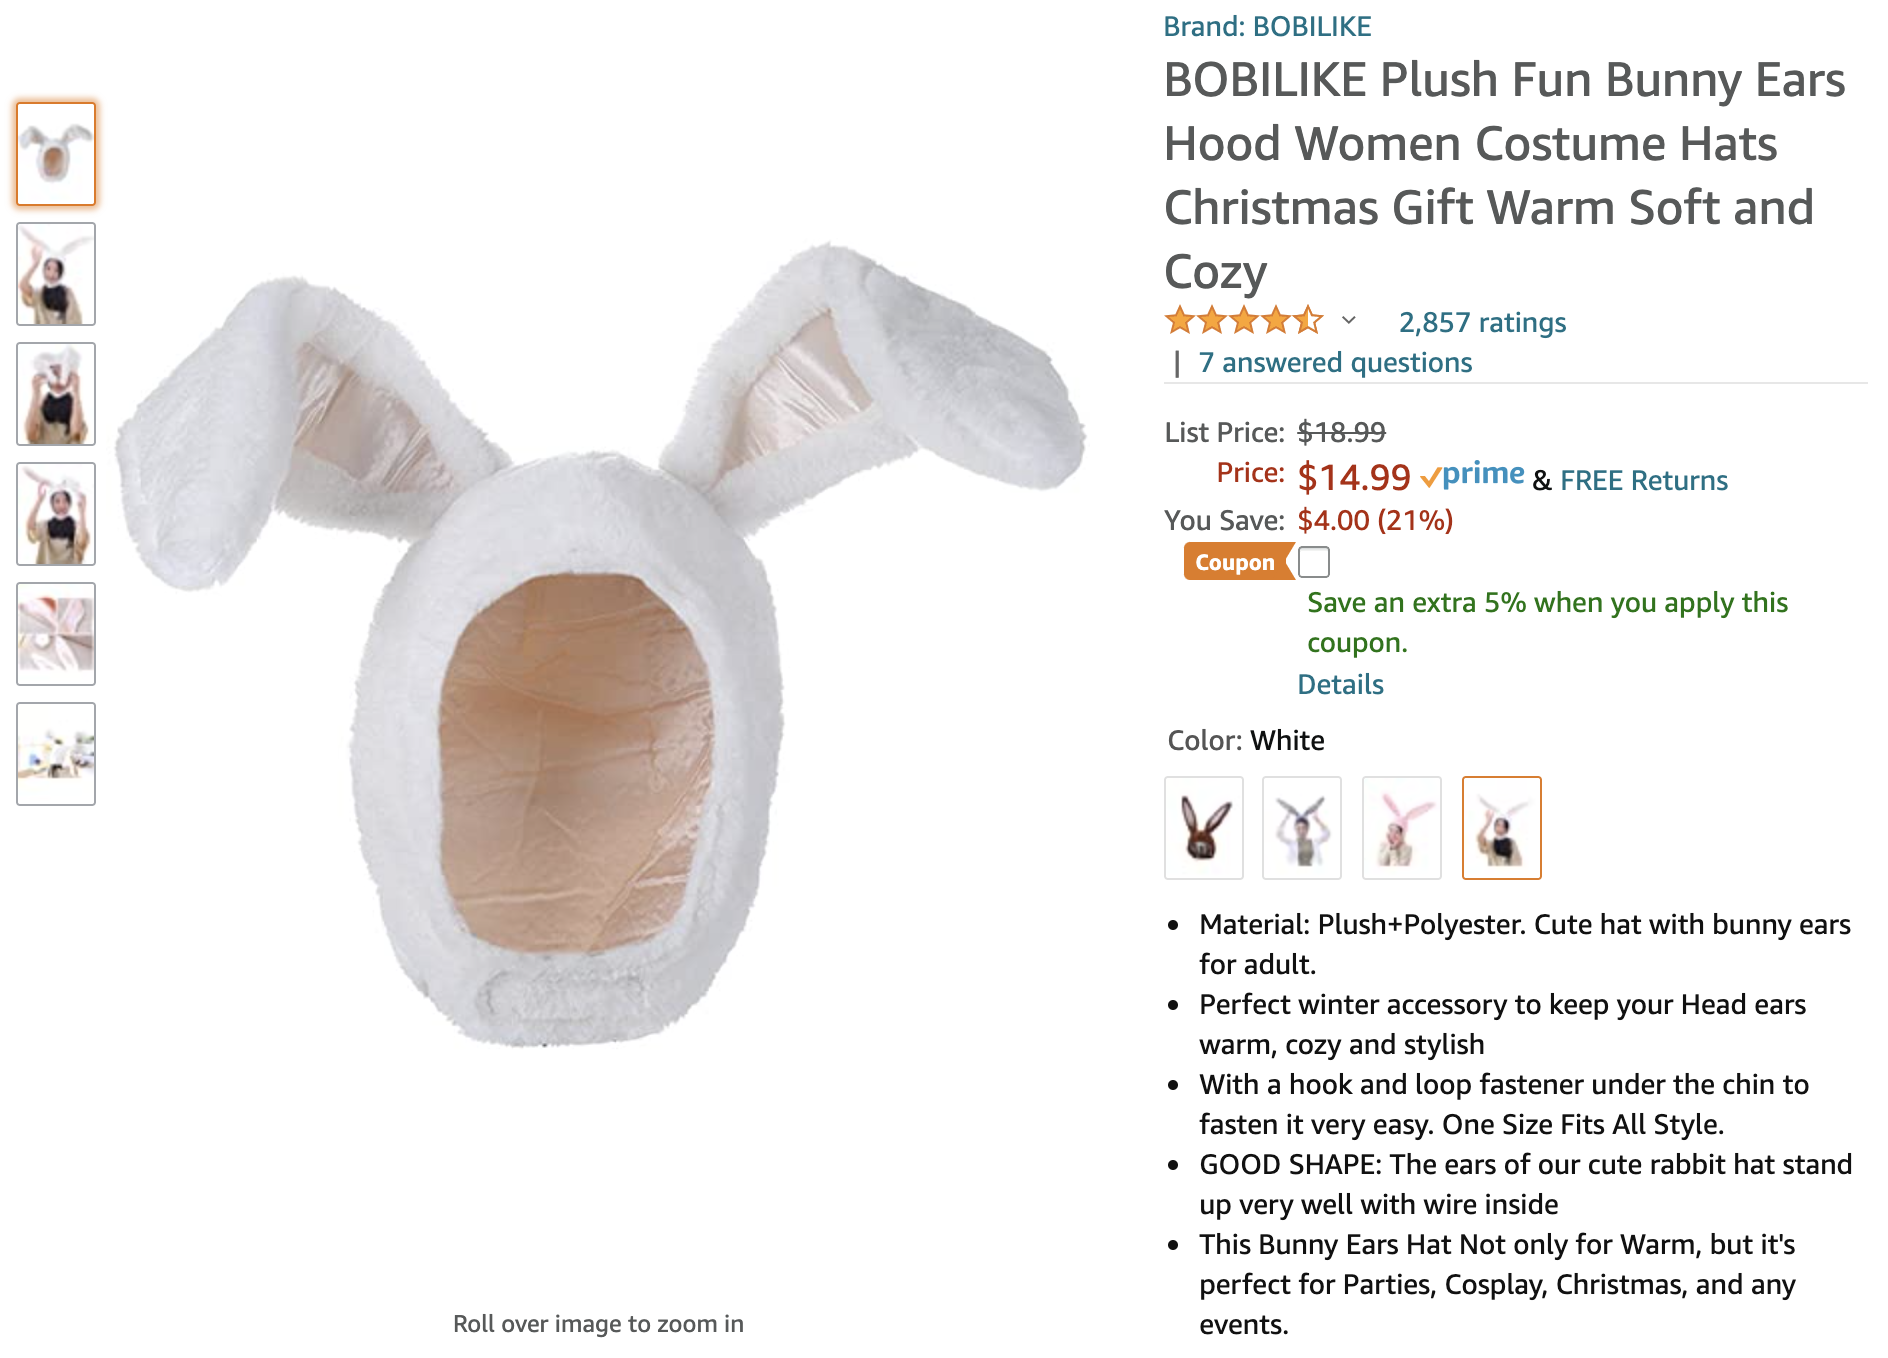 Brand: BOBILIKE
BOBILIKE Plush Fun Bunny Ears
Hood Women Costume Hats
Christmas Gift Warm Soft and
Cozy
2,857 ratings
| 7 answered questions
List Price: $18.99
Price: $14.99 prime & FREE Returns
You Save: $4.00 (21%)
Coupon
Save an extra 5% when you apply this
coupon.
Details
Color: White
• Material: Plush+Polyester. Cute hat with bunny ears
for adult.
• Perfect winter accessory to keep your Head ears
warm, cozy and stylish
• With a hook and loop fastener under the chin to
fasten it very easy. One Size Fits All Style.
• GOOD SHAPE: The ears of our cute rabbit hat stand
up very well with wire inside
• This Bunny Ears Hat Not only for Warm, but it's
perfect for Parties, Cosplay, Christmas, and any
events.
Roll over image to zoom in